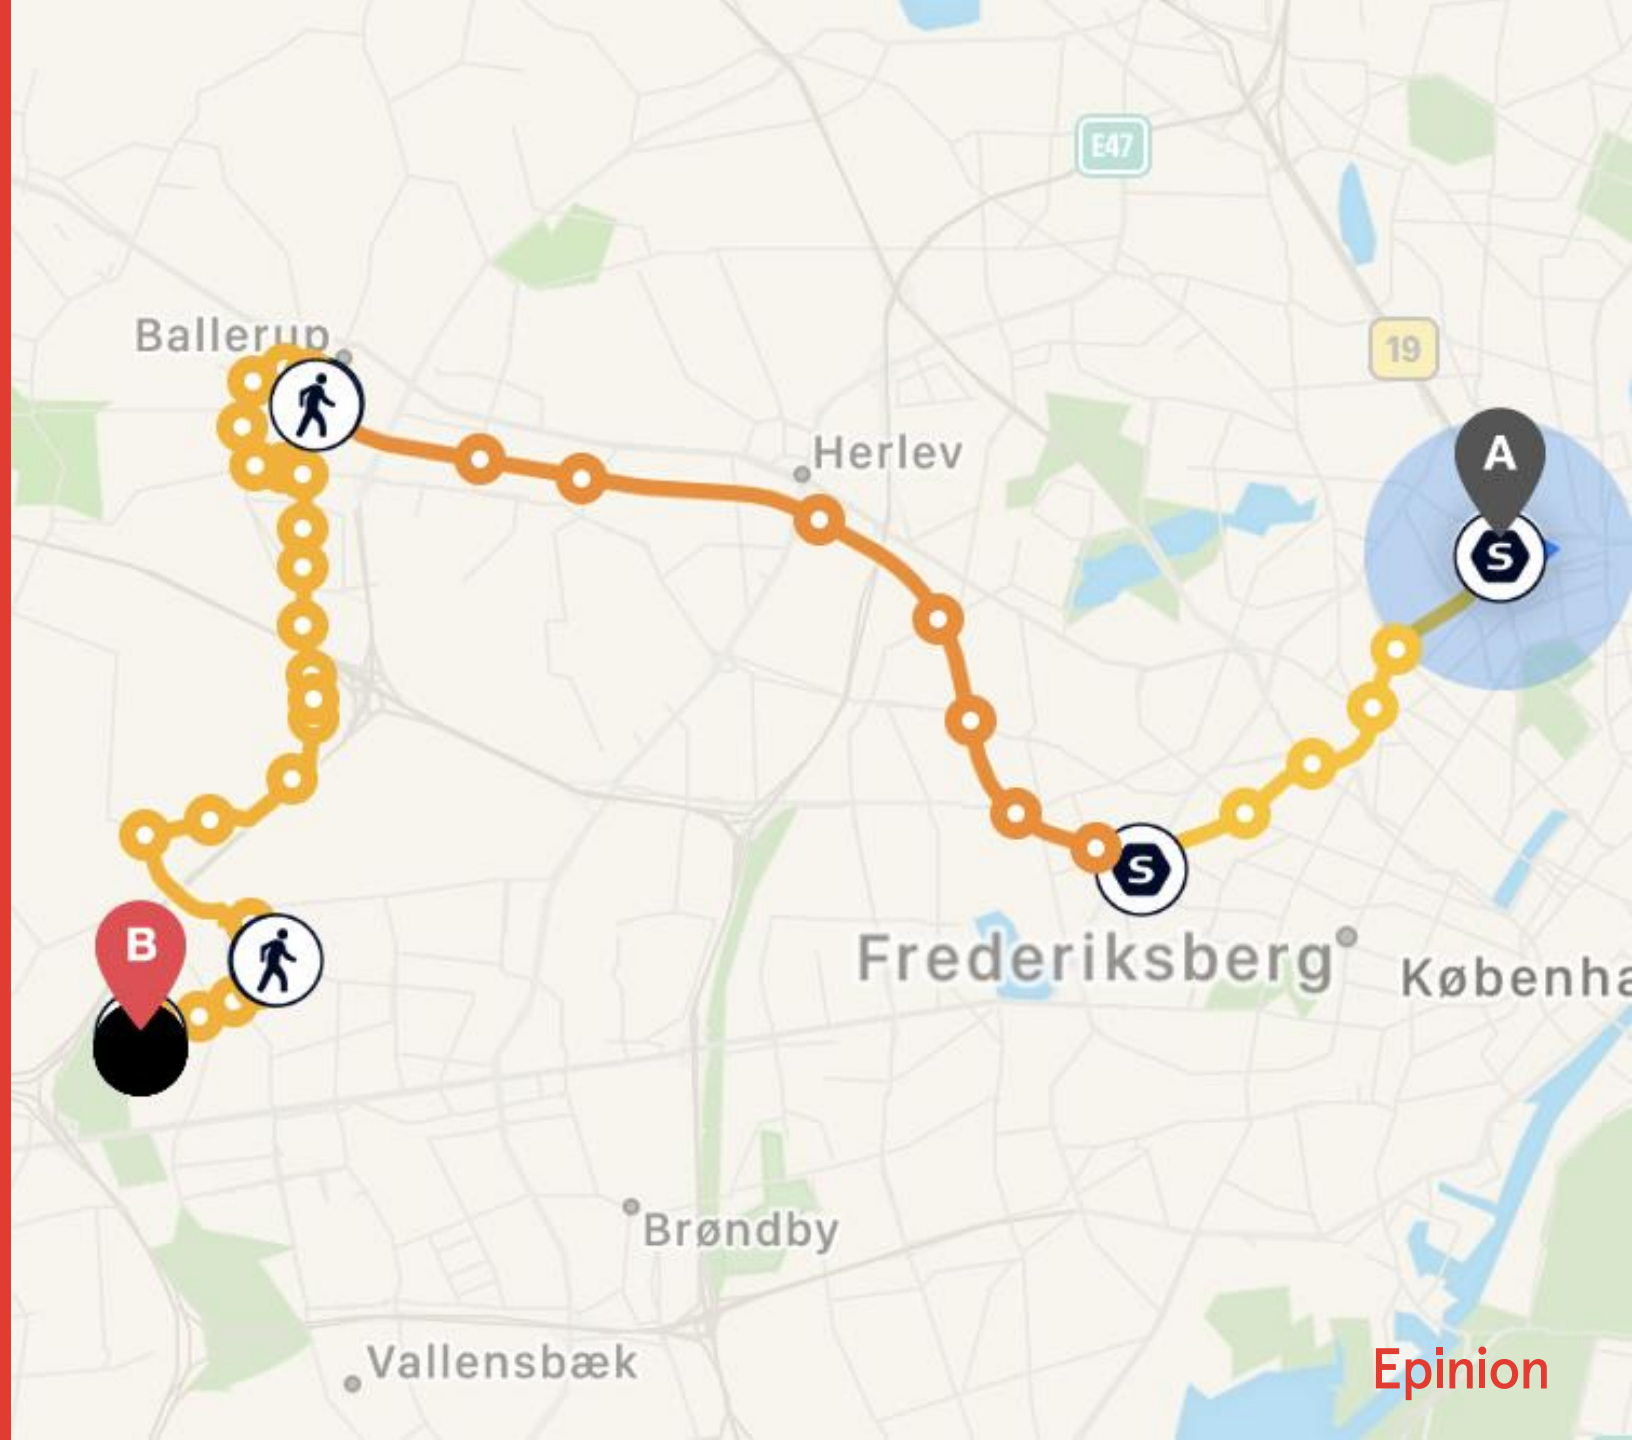 E47
Ballerup
19
Herlev
A
S
S
B
Frederiksberg
Københa
Brøndby
Vallensbæk
Epinion